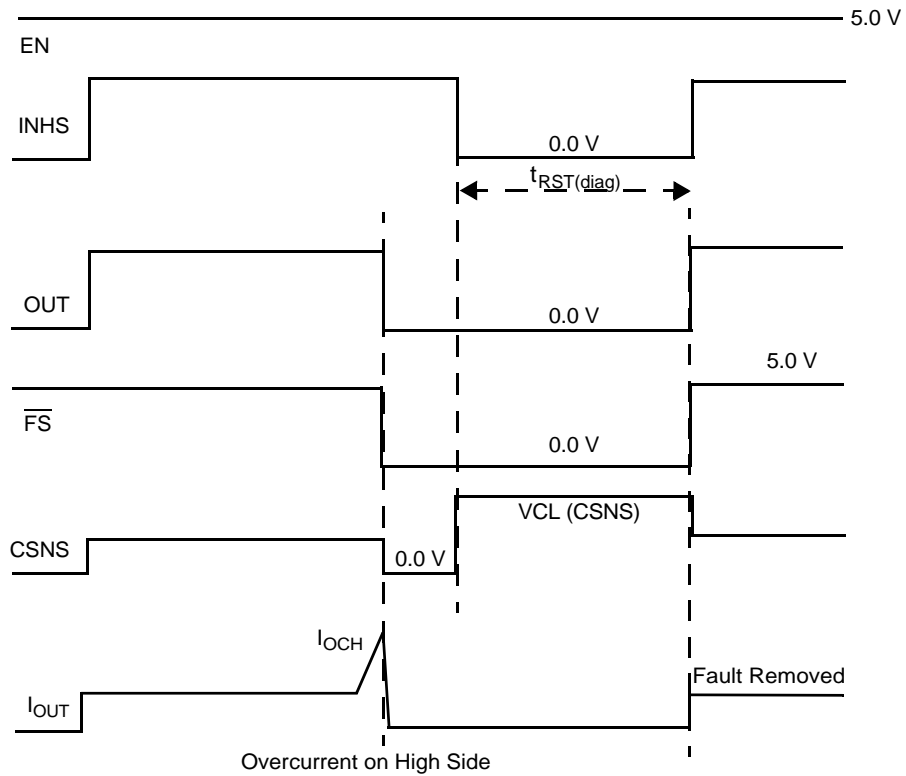 5.0 V
EN
INHS
0.0 V
tRST(diag)
OUT
0.0 V
5.0 V
FS
0.0 V
VCL (CSNS)
CSNS
0.0 V
IOCH
Fault Removed
IOUT
Overcurrent on High Side